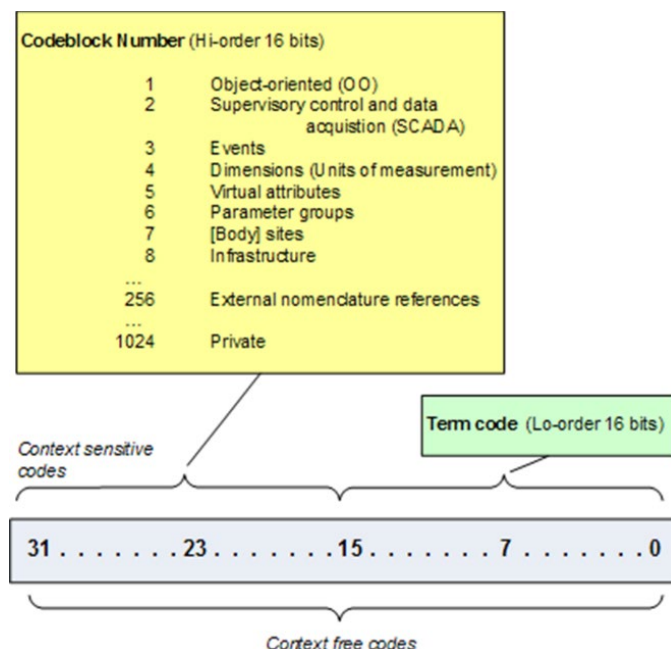 Codeblock Number (Hi-order 16 bits)
1 Object-oriented (OO)
2 Supervisory control and data
acquistion (SCADA)
3 Events
4 Dimensions (Units of measurement)
5 Virtual attributes
6 Parameter groups
7 [Body] sites
8 Infrastructure
...
256 External nomenclature references
...
1024 Private
Term code (Lo-order 16 bits)
Context sensitive
codes
31 . . . . . . . 23 . . . . . . . 15 . . . . . . . 7 . . . . . . . 0
Context free codes